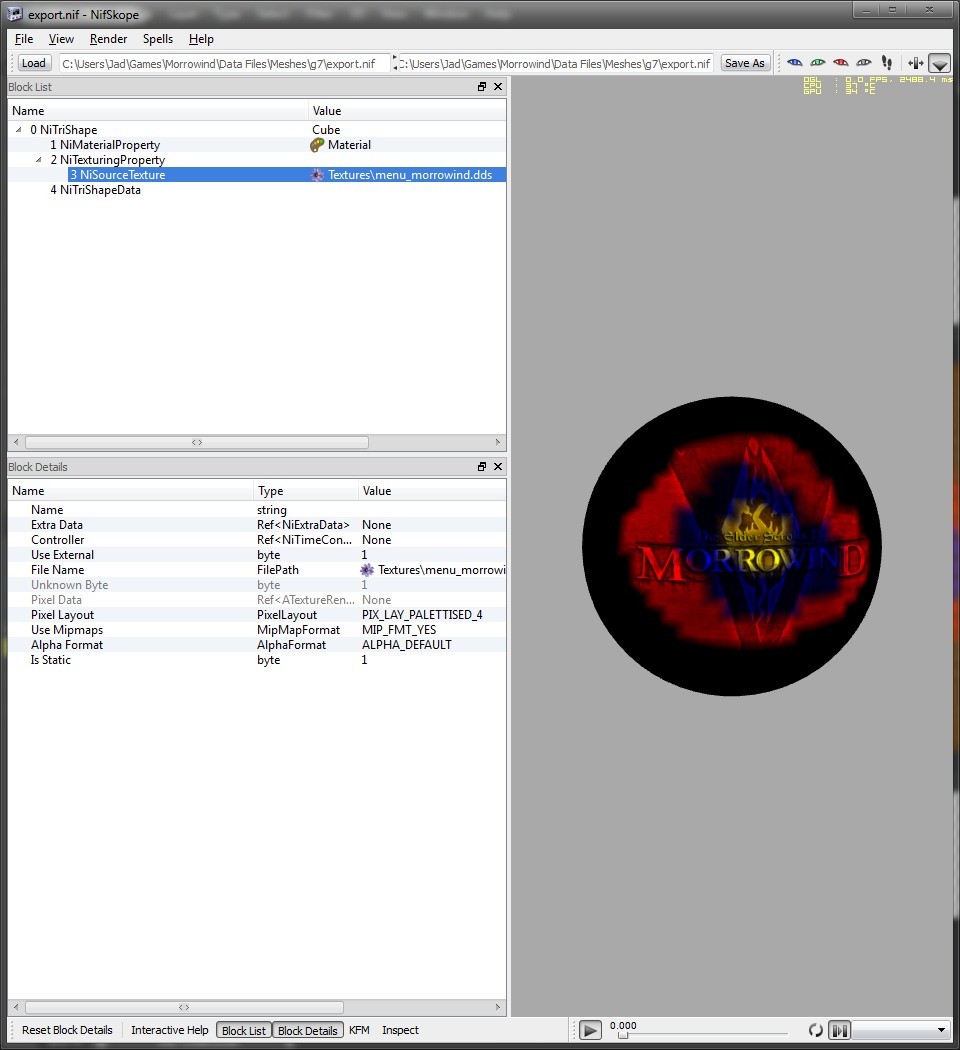 export.nif - NifSkope
File View Render Spells Help
Load C:\Users\Jad\Games\Morrowind\Data Files\Meshes\g7\export.nif C:\Users\Jad\Games\Morrowind\Data Files\Meshes\g7\export.nif Save As
Block List
OGL : 0.0 FPS, 2488.4 ms
CPU : 37 °C
GPU : 34 °C
Name Value
0 NiTriShape Cube
1 NiMaterialProperty Material
2 NiTexturingProperty
3 NiSourceTexture Textures\menu_morrowind.dds
4 NiTriShapeData
Block Details
Name Type Value
Name string
Extra Data Ref<NiExtraData> None
Controller Ref<NiTimeCon... None
Use External byte 1
File Name FilePath Textures\menu_morrowi
Unknown Byte byte 1
Pixel Data Ref<ATextureRen... None
Pixel Layout PixelLayout PIX_LAY_PALETTISED_4
Use Mipmaps MipMapFormat MIP_FMT_YES
Alpha Format AlphaFormat ALPHA_DEFAULT
Is Static byte 1
The Elder Scrolls
MORROWIND
Reset Block Details Interactive Help Block List Block Details KFM Inspect 0.000